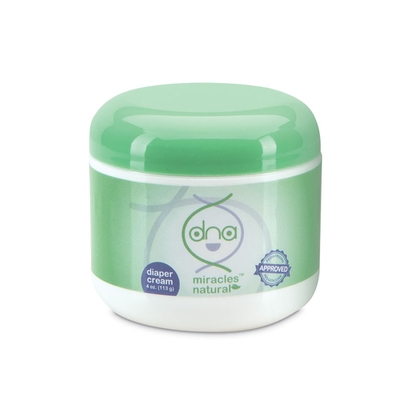 dna
miracles™
natural
diaper
cream
4 oz. (113 g)
APPROVED